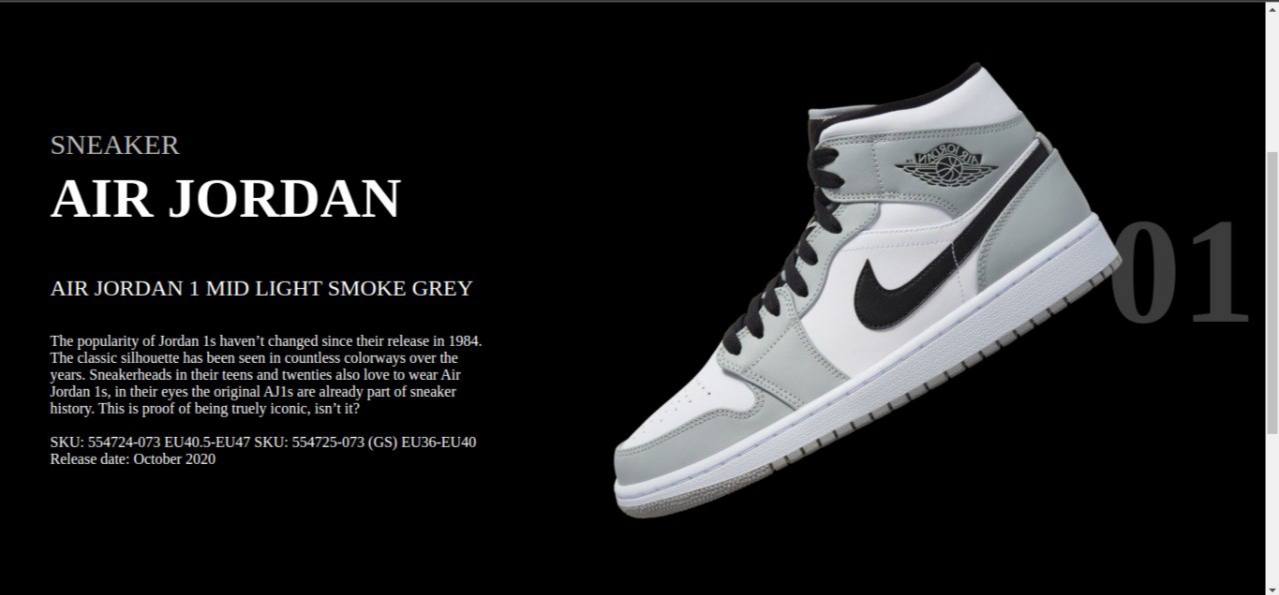 SNEAKER
AIR JORDAN
AIR JORDAN 1 MID LIGHT SMOKE GREY
The popularity of Jordan 1s haven’t changed since their release in 1984.
The classic silhouette has been seen in countless colorways over the
years. Sneakerheads in their teens and twenties also love to wear Air
Jordan 1s, in their eyes the original AJ1s are already part of sneaker
history. This is proof of being truely iconic, isn’t it?
SKU: 554724-073 EU40.5-EU47 SKU: 554725-073 (GS) EU36-EU40
Release date: October 2020
AIR JORDAN
01